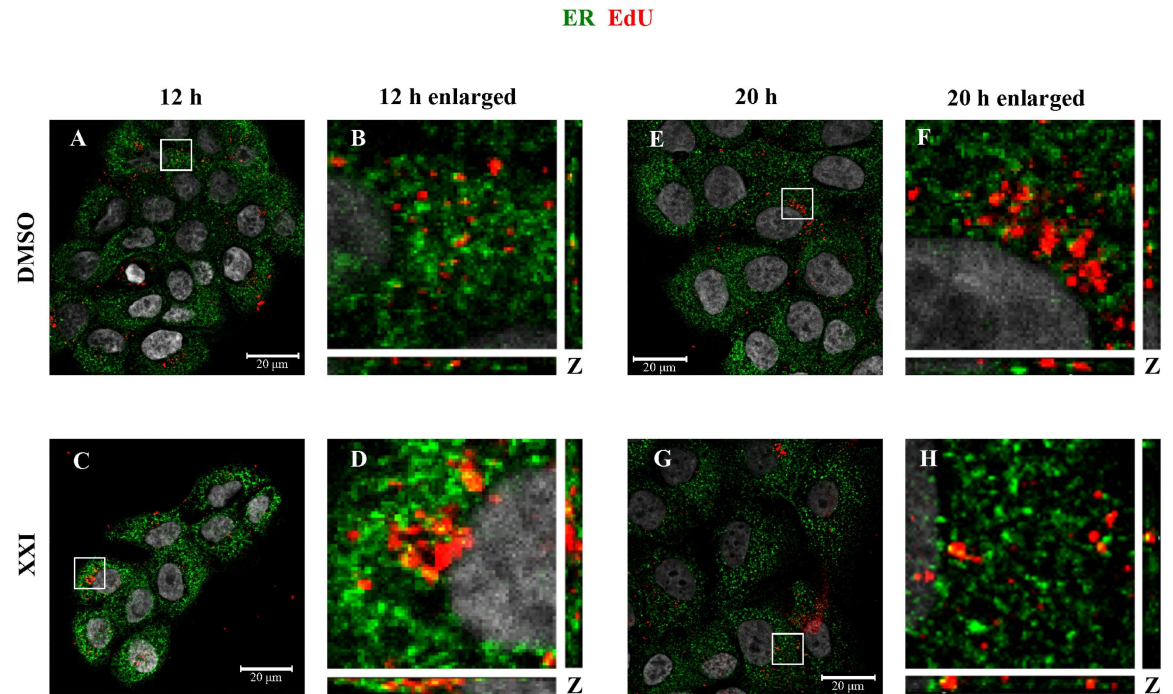 ER EdU
12 h 12 h enlarged 20 h 20 h enlarged
DMSO
A B E F
20 μm Z 20 μm Z
XXI
C D G H
20 μm Z 20 μm Z